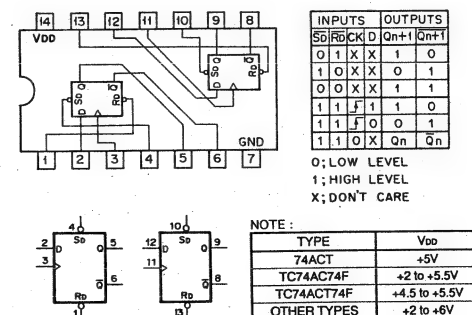 14 13 12 11 10 9 8
VDD
SD Q Q̅
D RD
SD Q Q̅
D RD
GND
1 2 3 4 5 6 7
INPUTS OUTPUTS
S̅D̅ R̅D̅ CK D Qn+1 Q̅n+1
0 1 X X 1 0
1 0 X X 0 1
0 0 X X 1 1
1 1 1 1 0
1 1 0 0 1
1 1 0 X Qn Q̅n
0; LOW LEVEL
1; HIGH LEVEL
X; DON'T CARE
4 10
SD SD
2 D Q 5 12 D Q 9
3 11
Q̅ 6 Q̅ 8
RD RD
1 13
NOTE :
TYPE VDD
74ACT +5V
TC74AC74F +2 to +5.5V
TC74ACT74F +4.5 to +5.5V
OTHER TYPES +2 to +6V